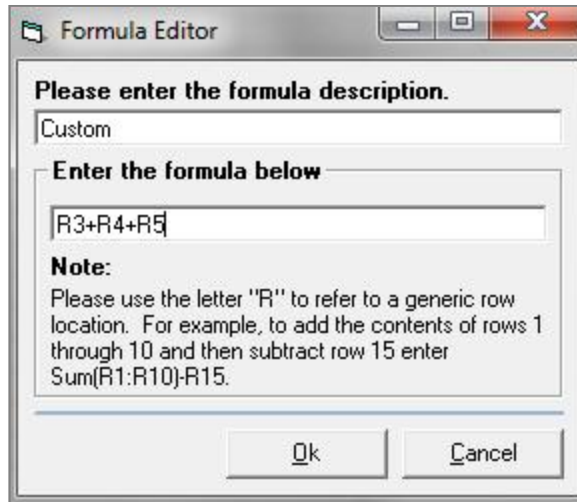 Formula Editor
Please enter the formula description.
Custom
Enter the formula below
R3+R4+R5
Note:
Please use the letter "R" to refer to a generic row
location.  For example, to add the contents of rows 1
through 10 and then subtract row 15 enter
Sum(R1:R10)-R15.
Ok Cancel